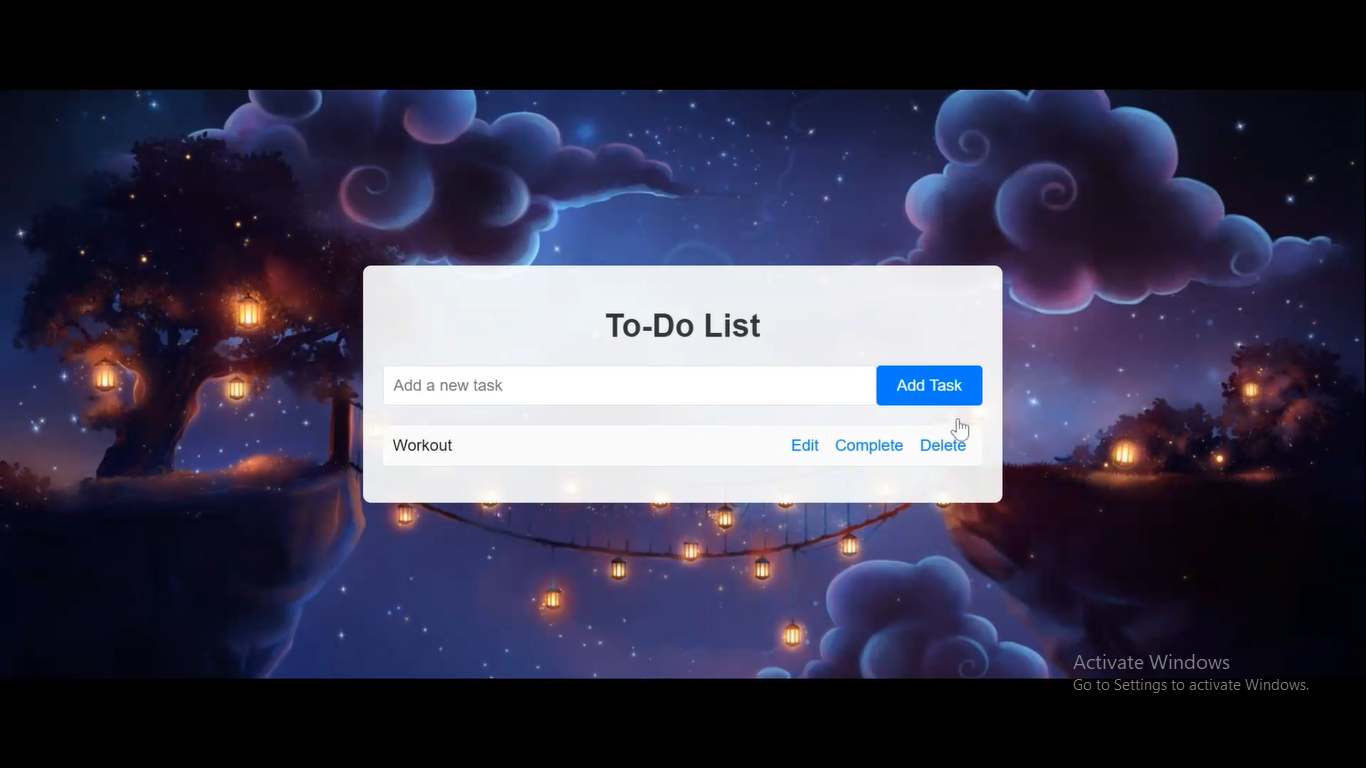 To-Do List
Add a new task
Add Task
Workout
Edit
Complete
Delete
Activate Windows
Go to Settings to activate Windows.